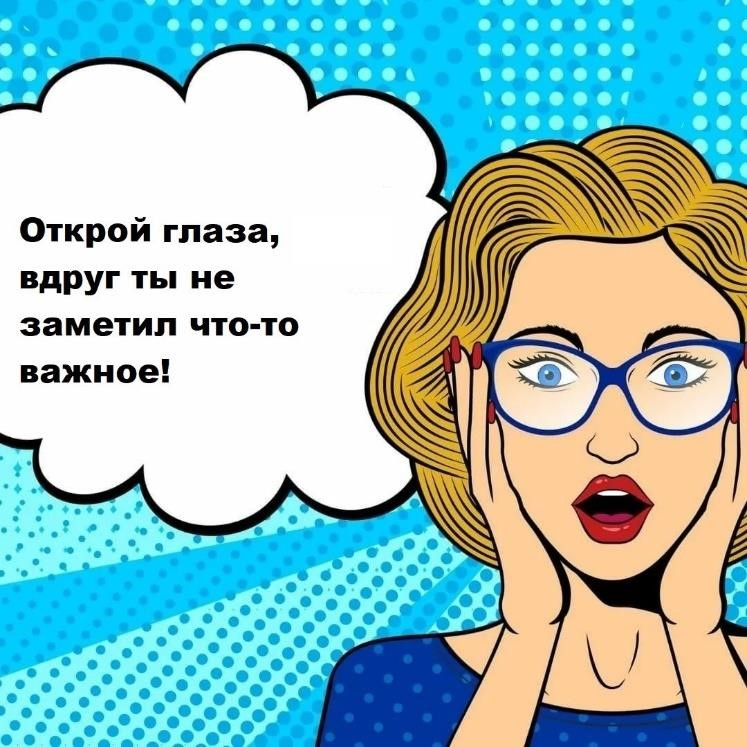 Открой глаза,
вдруг ты не
заметил что-то
важное!